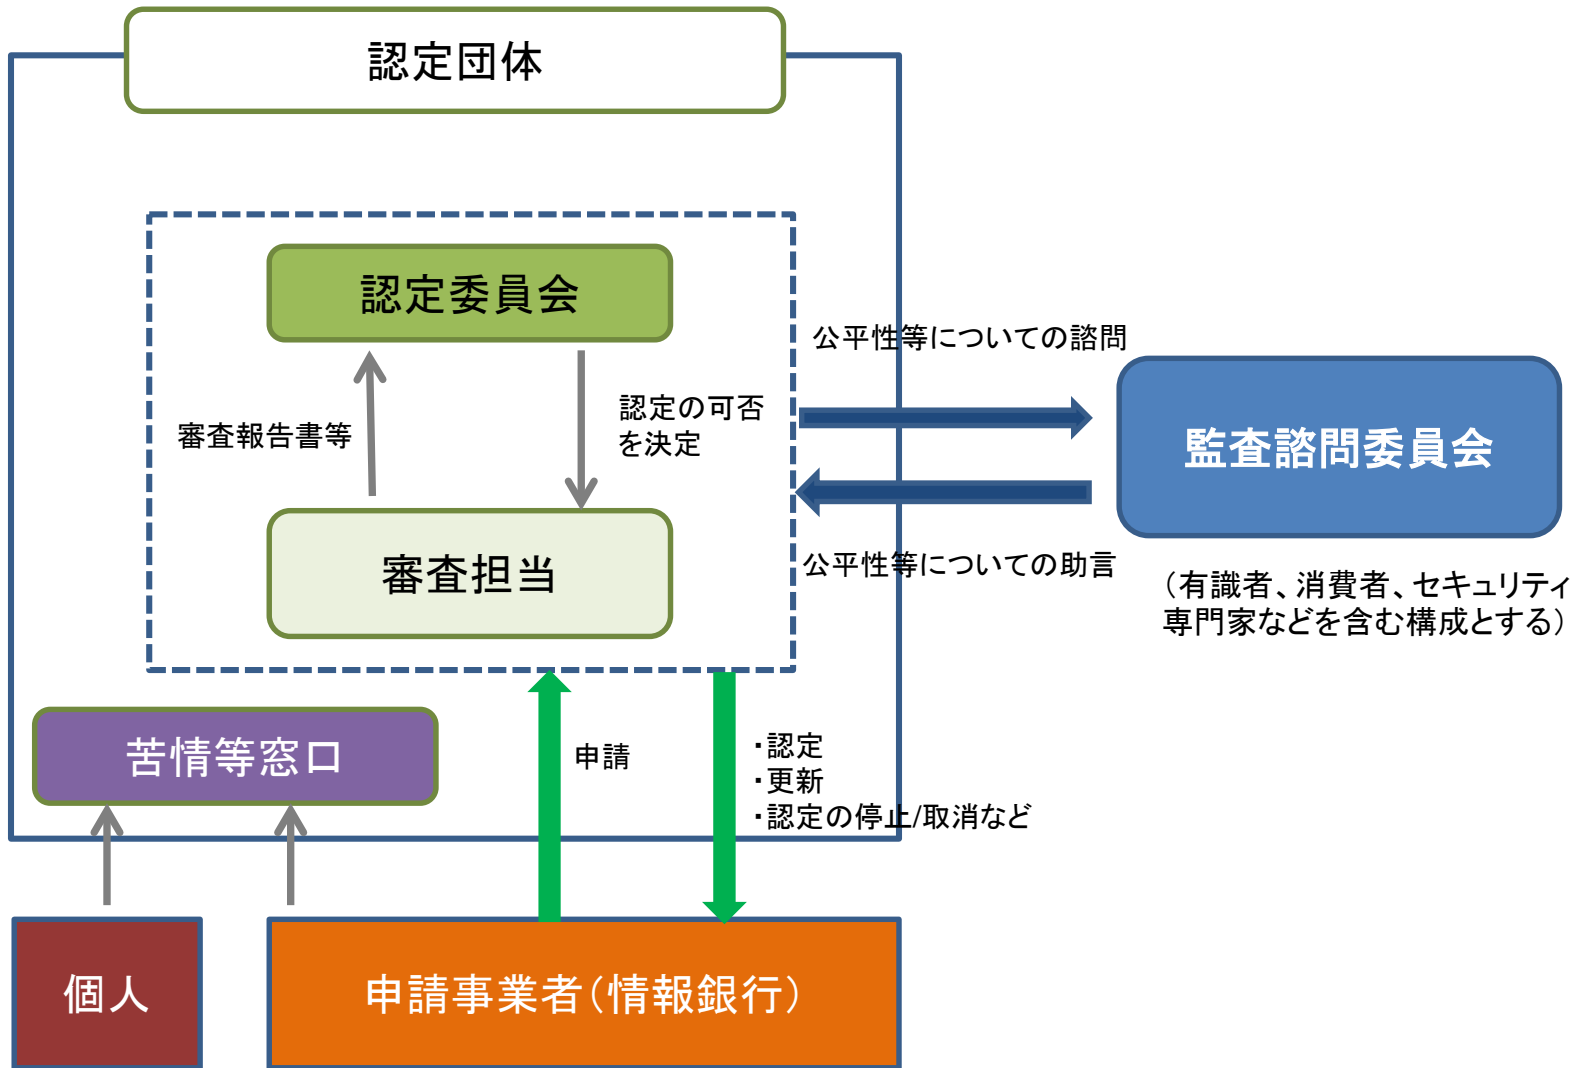 認定団体
認定委員会
公平性等についての諮問
審査報告書等
認定の可否
を決定
監査諮問委員会
審査担当
公平性等についての助言
（有識者、消費者、セキュリティ
専門家などを含む構成とする）
苦情等窓口
申請
・認定
・更新
・認定の停止/取消など
個人
申請事業者（情報銀行）